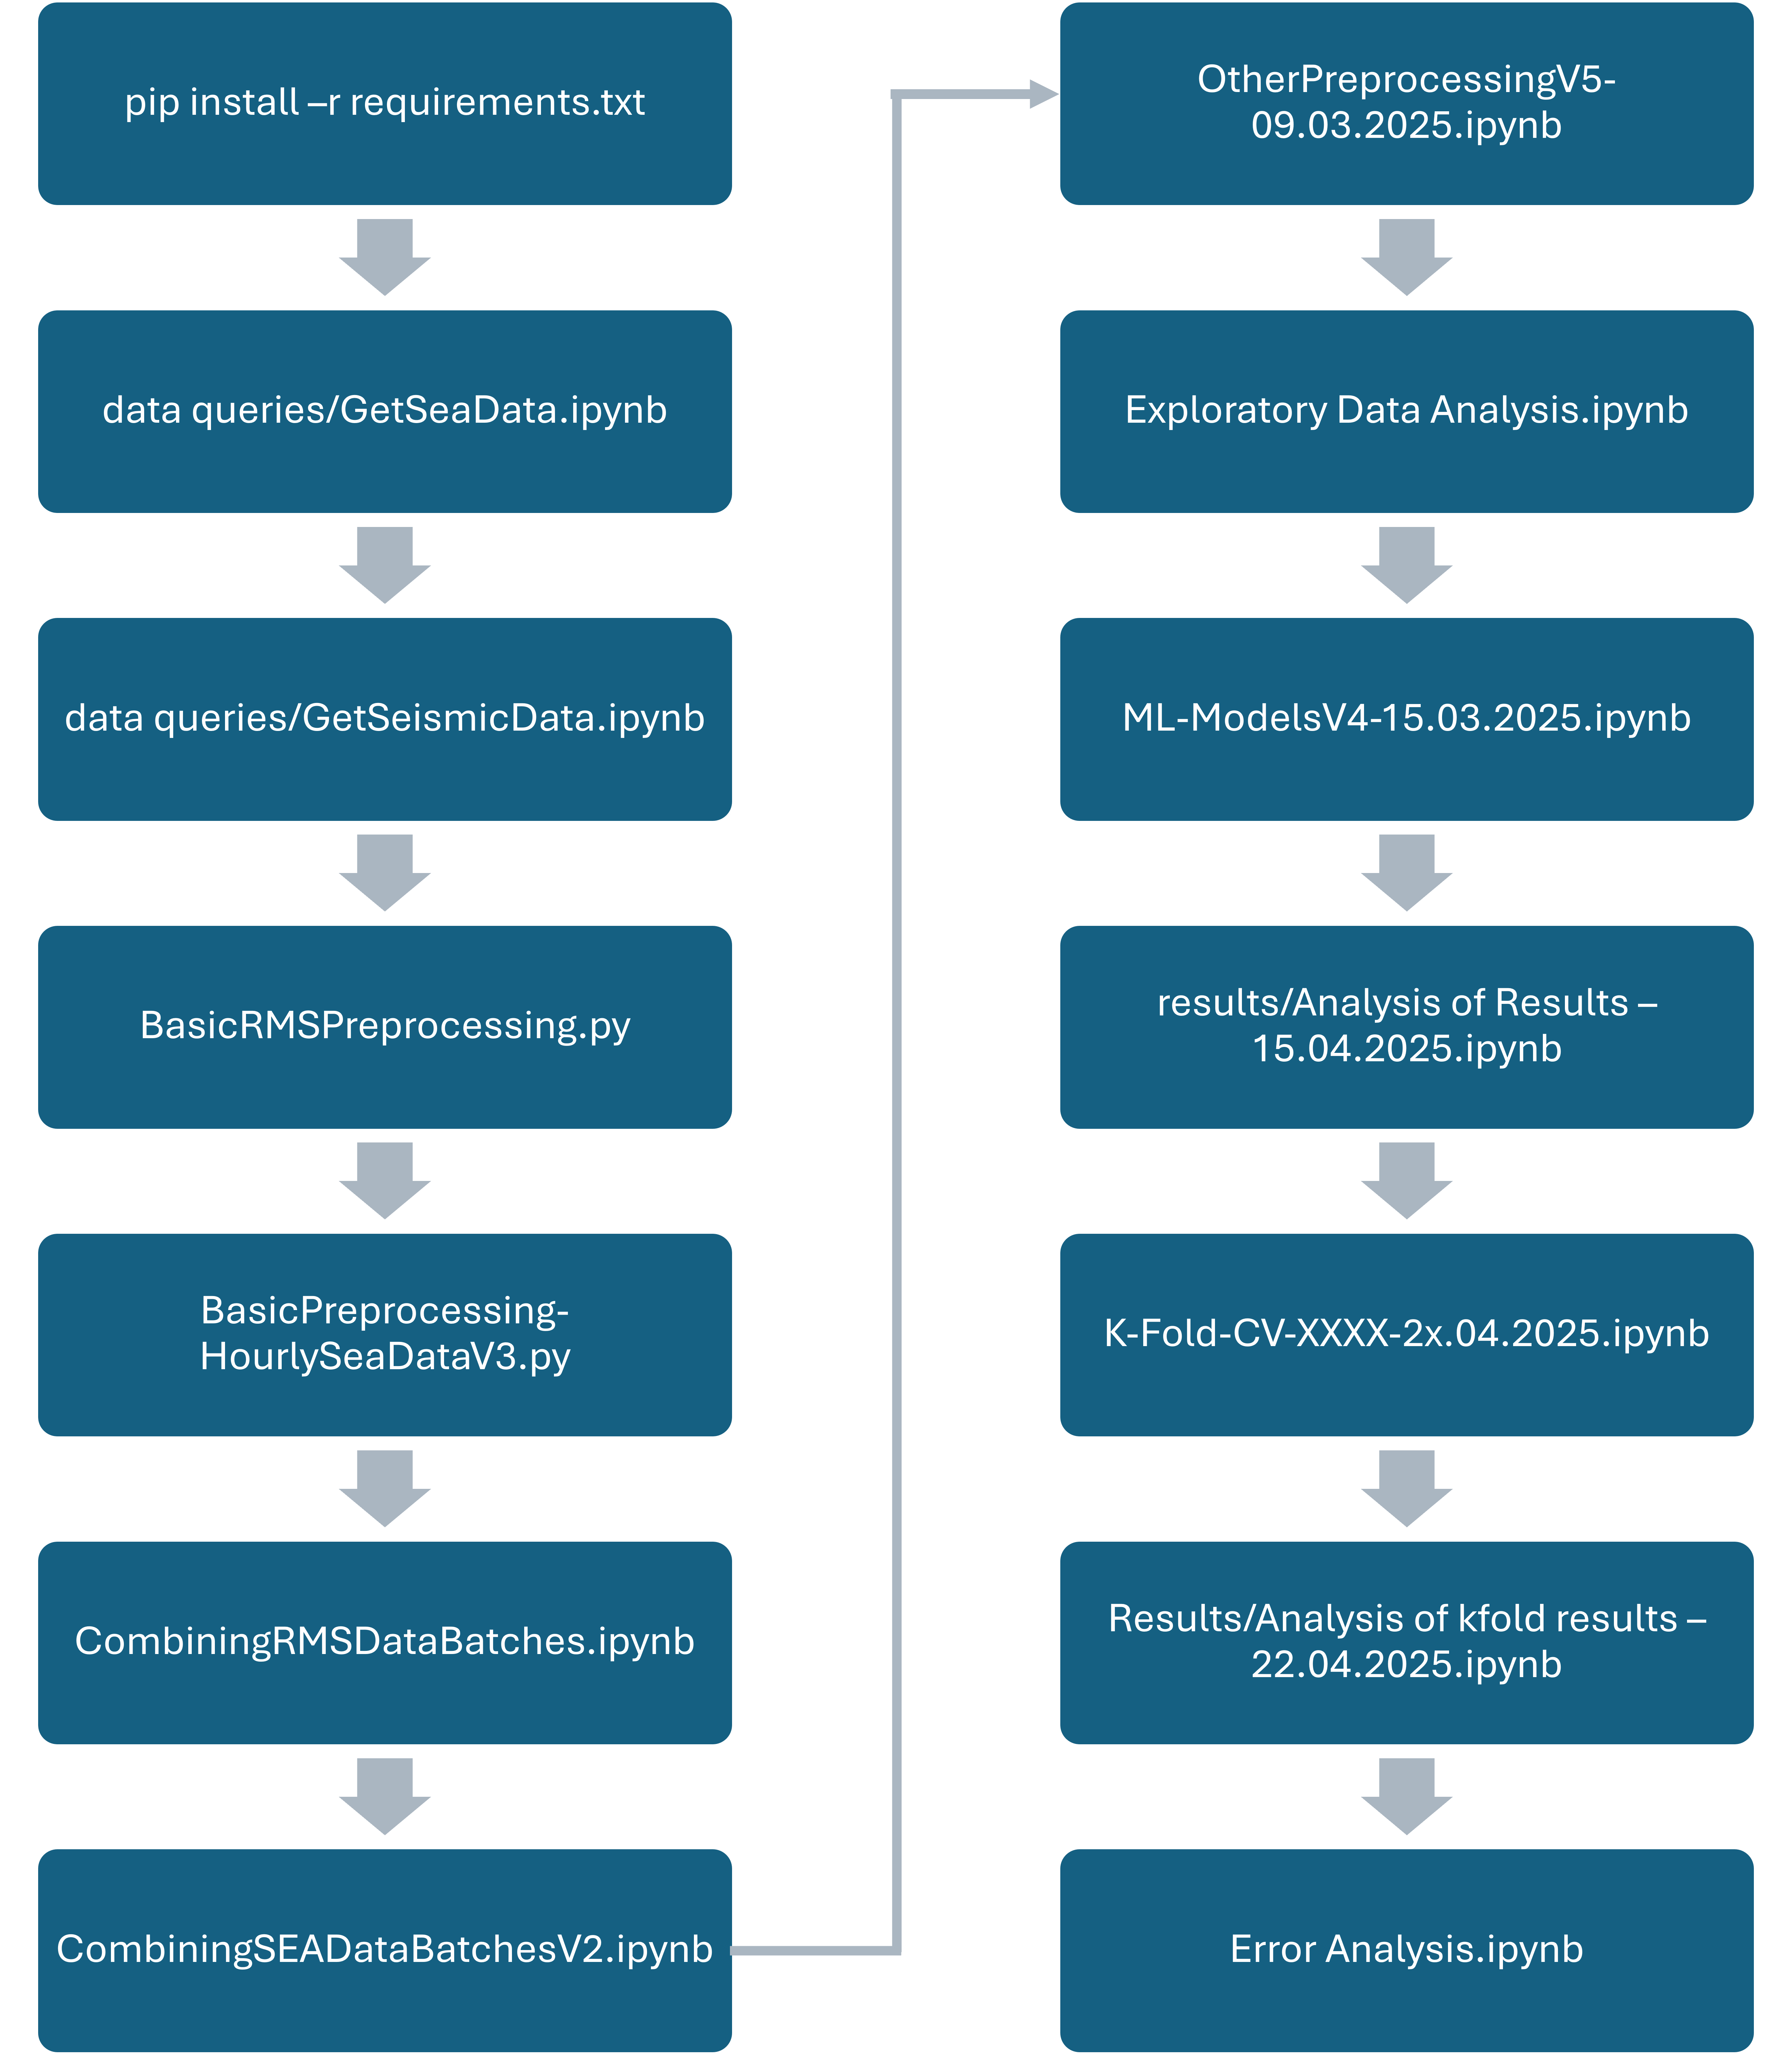 pip install –r requirements.txt
data queries/GetSeaData.ipynb
data queries/GetSeismicData.ipynb
BasicRMSPreprocessing.py
BasicPreprocessing-
HourlySeaDataV3.py
CombiningRMSDataBatches.ipynb
CombiningSEADataBatchesV2.ipynb
OtherPreprocessingV5-
09.03.2025.ipynb
Exploratory Data Analysis.ipynb
ML-ModelsV4-15.03.2025.ipynb
results/Analysis of Results –
15.04.2025.ipynb
K-Fold-CV-XXXX-2x.04.2025.ipynb
Results/Analysis of kfold results –
22.04.2025.ipynb
Error Analysis.ipynb